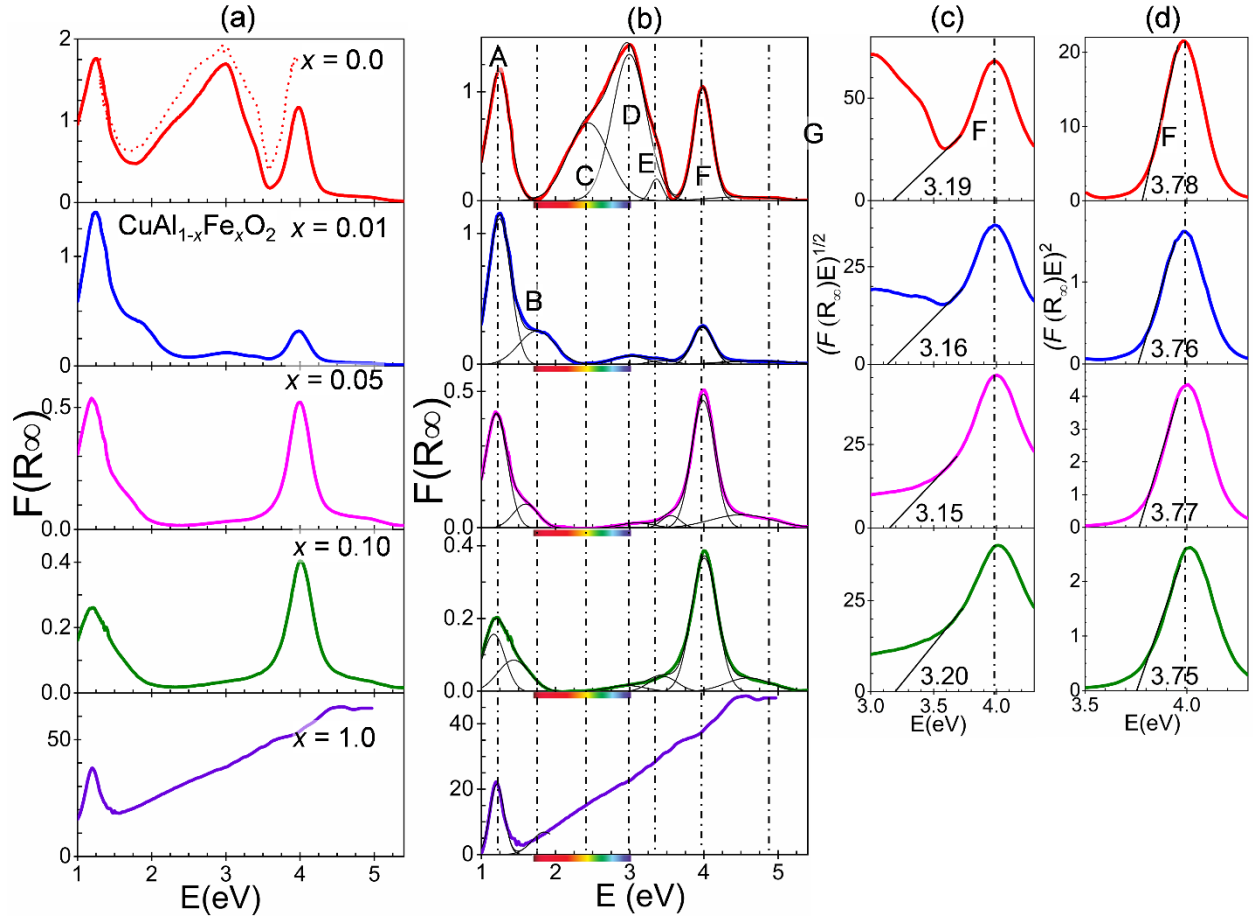 (a)
(b)
(c)
(d)
2
1
0
x = 0.0
1
0
CuAl1-xFexO2 x = 0.01
0.5
0.0
x = 0.05
0.4
0.2
0.0
x = 0.10
50
0
x = 1.0
F(R∞)
1 2 3 4 5
E(eV)
1
0
A
C
D
E
F
G
1
0
B
0.5
0.0
0.4
0.2
0.0
40
20
0
F(R∞)
1 2 3 4 5
E (eV)
50
0
F
3.19
25
0
3.16
25
0
3.15
25
0
3.20
(F (R∞)E)1/2
3.0 3.5 4.0
E(eV)
20
10
0
F
3.78
2
1
0
3.76
4
3
2
1
0
3.77
2
1
0
3.75
(F (R∞)E)2
3.5 4.0
E(eV)